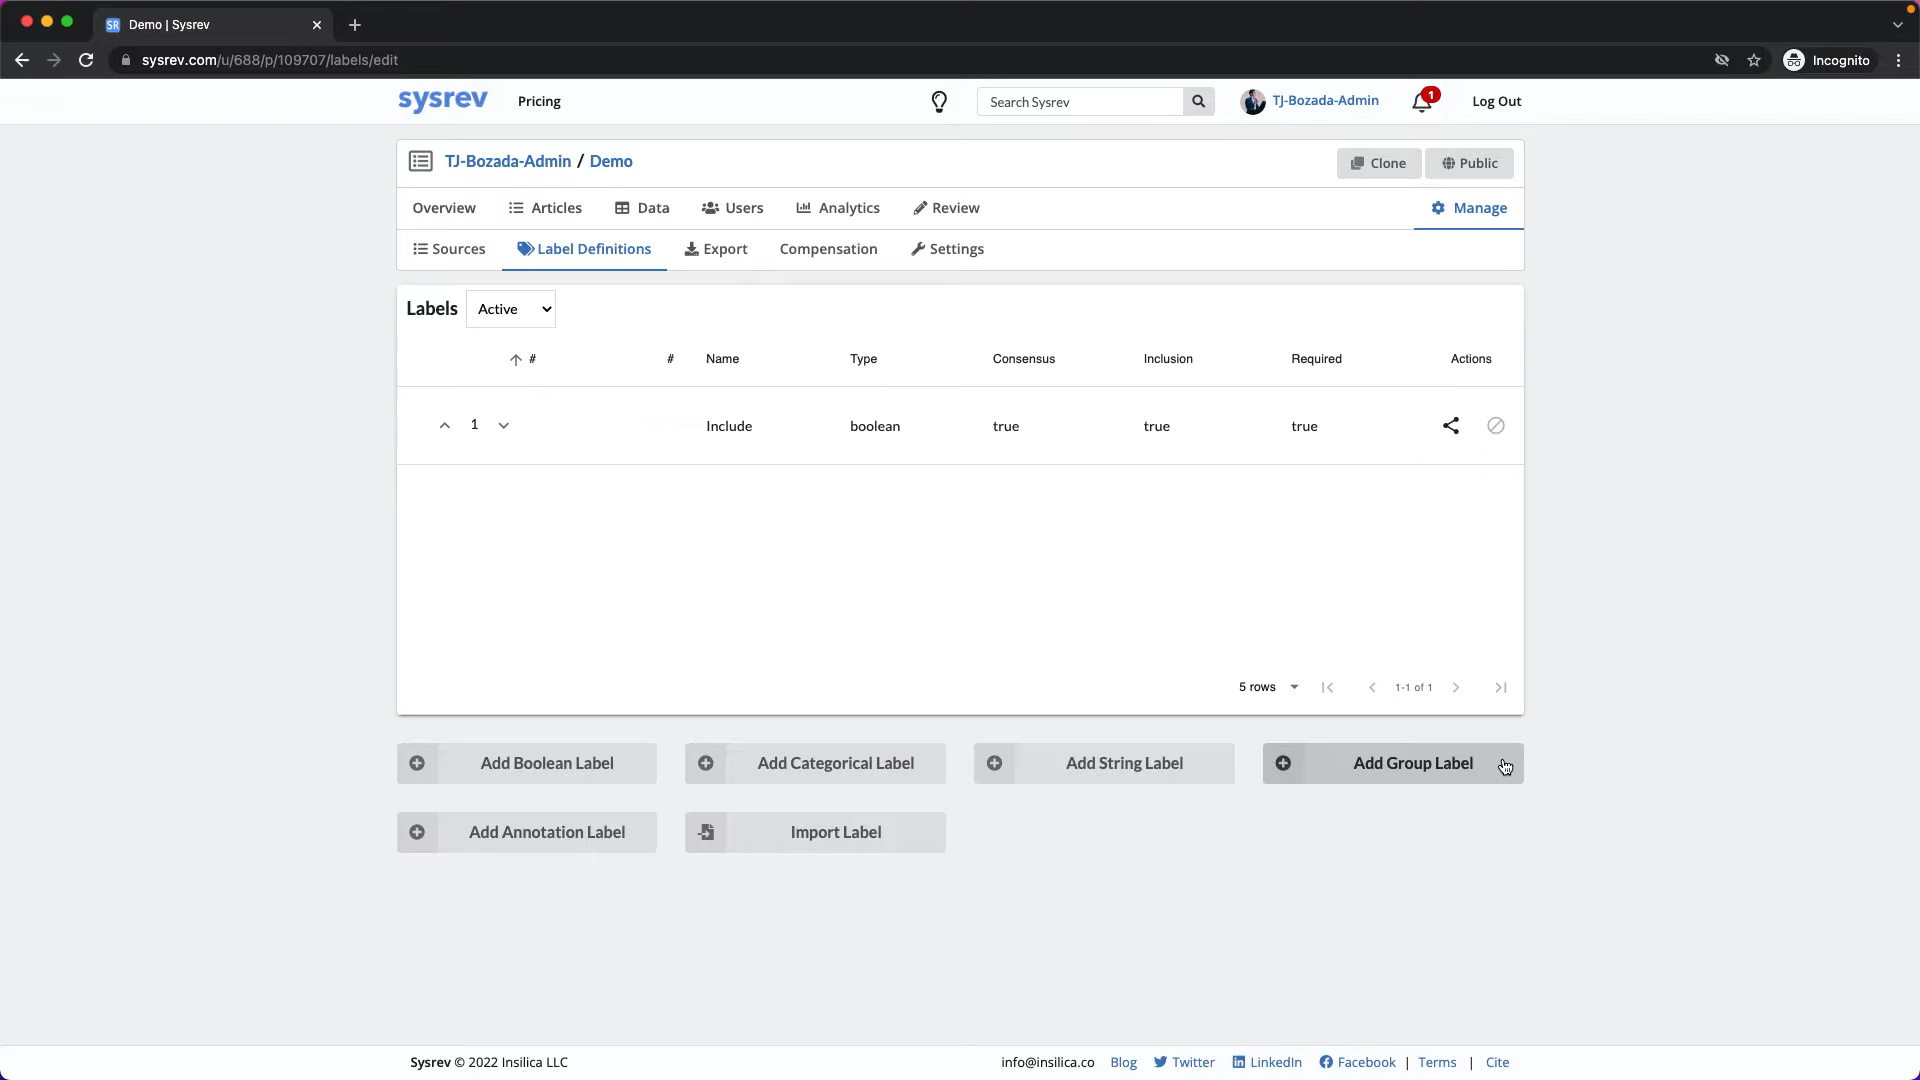 SR Demo | Sysrev
sysrev.com/u/688/p/109707/labels/edit
Incognito
sysrev Pricing Search Sysrev TJ-Bozada-Admin 1 Log Out
TJ-Bozada-Admin / Demo Clone Public
Overview Articles Data Users Analytics Review Manage
Sources Label Definitions Export Compensation Settings
Labels Active
# # Name Type Consensus Inclusion Required Actions
1 Include boolean true true true
5 rows 1-1 of 1
Add Boolean Label Add Categorical Label Add String Label Add Group Label
Add Annotation Label Import Label
Sysrev © 2022 Insilica LLC info@insilica.co Blog Twitter LinkedIn Facebook | Terms | Cite